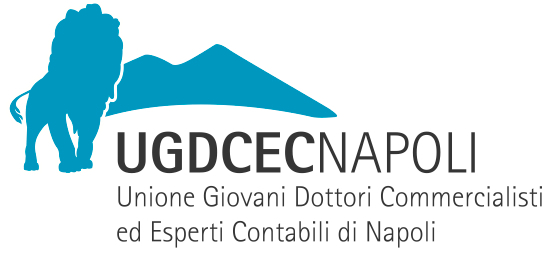 UGDCECNAPOLI
Unione Giovani Dottori Commercialisti
ed Esperti Contabili di Napoli